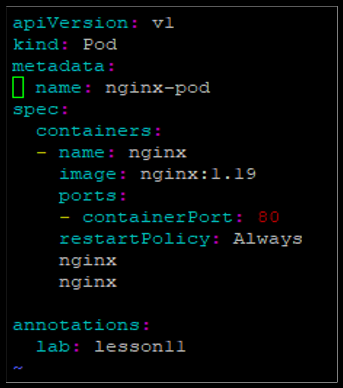 apiVersion: v1
kind: Pod
metadata:
  name: nginx-pod
spec:
  containers:
  - name: nginx
    image: nginx:1.19
    ports:
    - containerPort: 80
    restartPolicy: Always
    nginx
    nginx

annotations:
  lab: lesson11
~